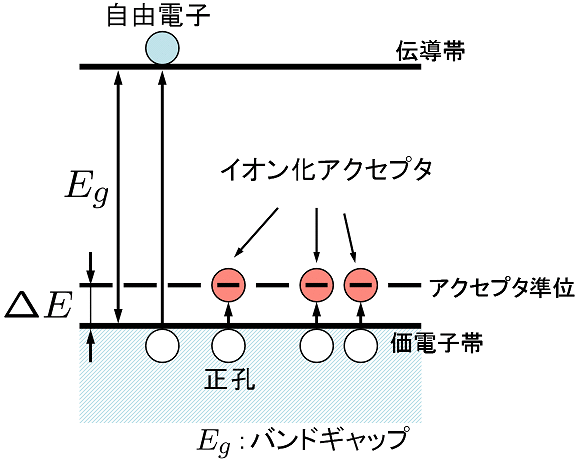 自由電子
伝導帯
E_g
イオン化アクセプタ
アクセプタ準位
ΔE
価電子帯
正孔
E_g : バンドギャップ